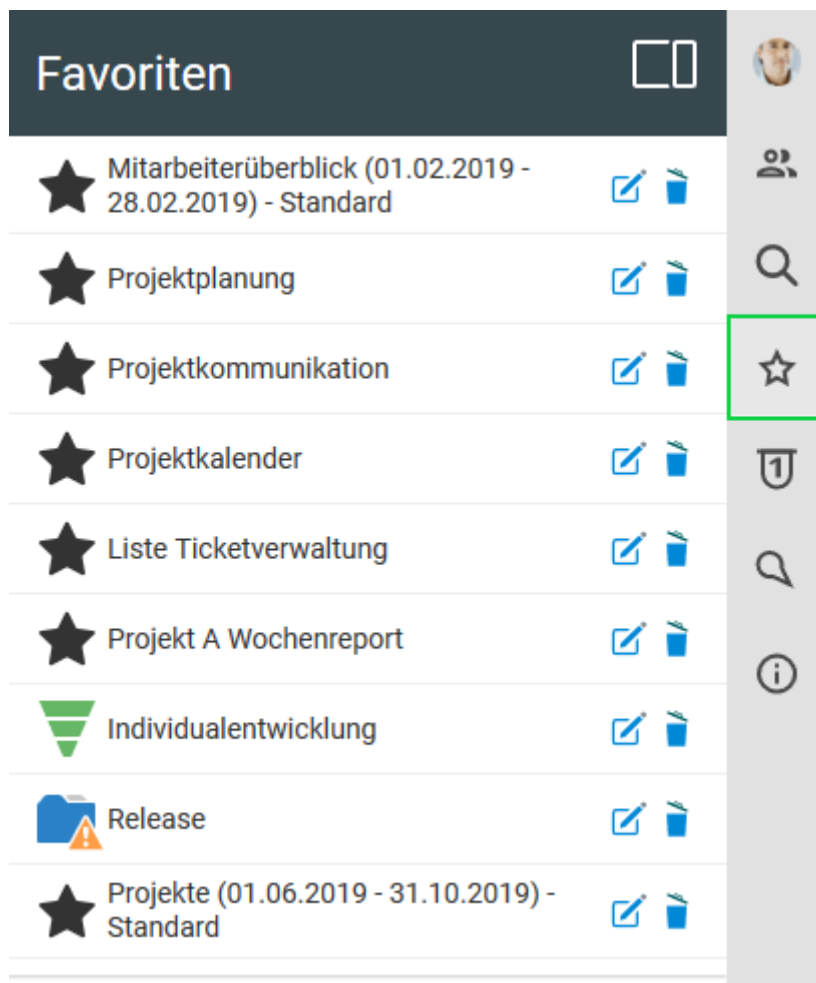 Favoriten
Mitarbeiterüberblick (01.02.2019 -
28.02.2019) - Standard
Projektplanung
Projektkommunikation
Projektkalender
Liste Ticketverwaltung
Projekt A Wochenreport
Individualentwicklung
Release
Projekte (01.06.2019 - 31.10.2019) -
Standard
1